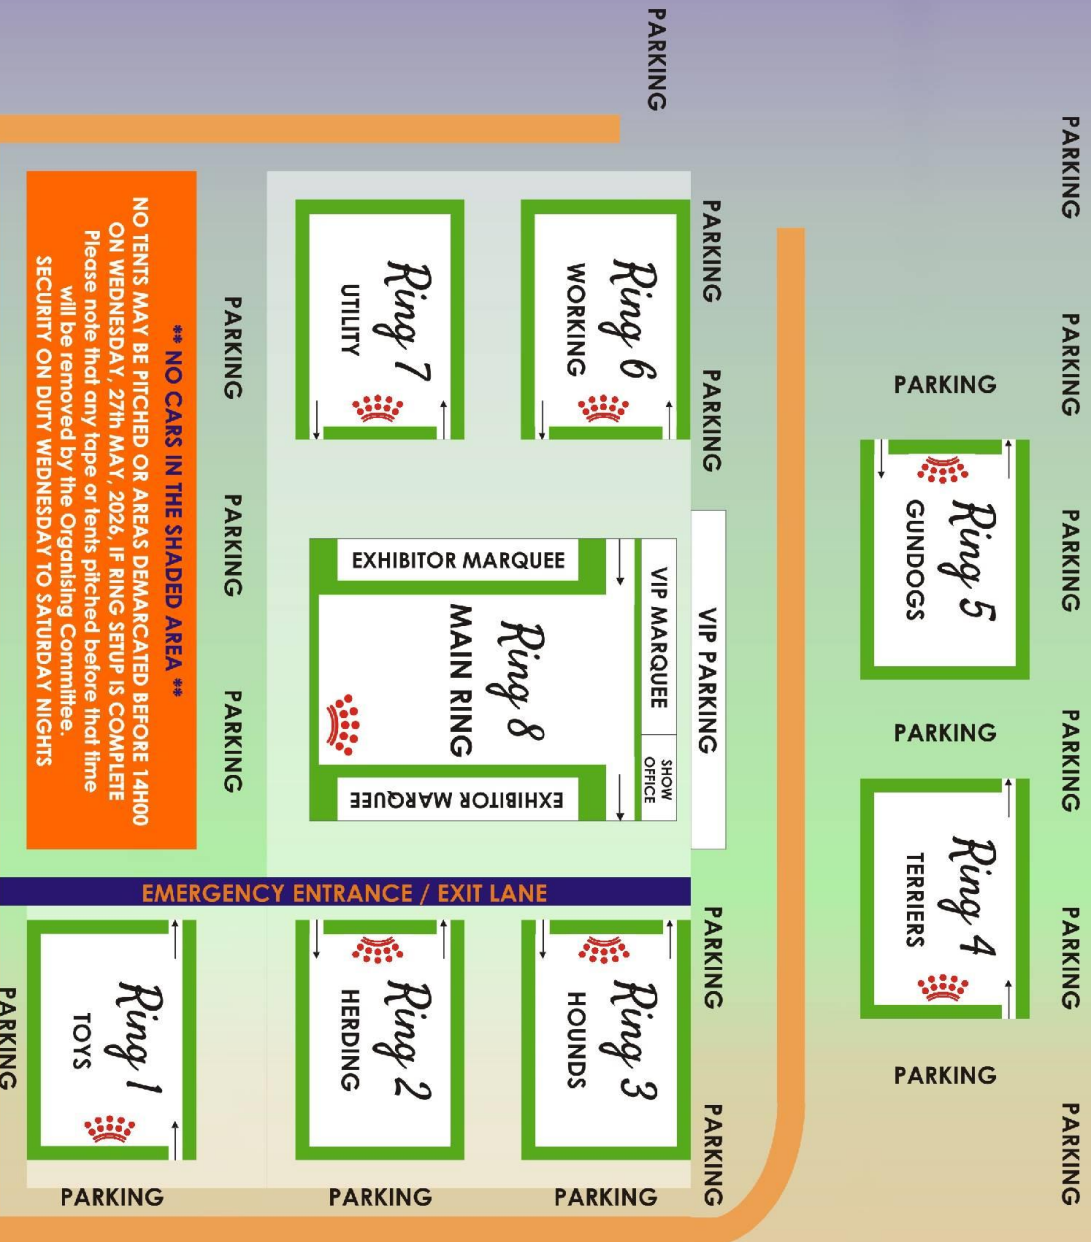 PARKING
PARKING
PARKING
PARKING
PARKING
PARKING
PARKING
Ring 5
GUNDOGS
PARKING
Ring 4
TERRIERS
PARKING
PARKING
PARKING
PARKING
VIP PARKING
PARKING
PARKING
Ring 6
WORKING
VIP MARQUEE
SHOW
OFFICE
Ring 3
HOUNDS
PARKING
Ring 7
UTILITY
EXHIBITOR MARQUEE
Ring 8
MAIN RING
EXHIBITOR MARQUEE
EMERGENCY ENTRANCE / EXIT LANE
Ring 2
HERDING
PARKING
PARKING
PARKING
PARKING
** NO CARS IN THE SHADED AREA **
NO TENTS MAY BE PITCHED OR AREAS DEMARCATED BEFORE 14H00
ON WEDNESDAY, 27th MAY, 2026, IF RING SETUP IS COMPLETE
Please note that any tape or tents pitched before that time
will be removed by the Organising Committee.
SECURITY ON DUTY WEDNESDAY TO SATURDAY NIGHTS
Ring 1
TOYS
PARKING
PARKING